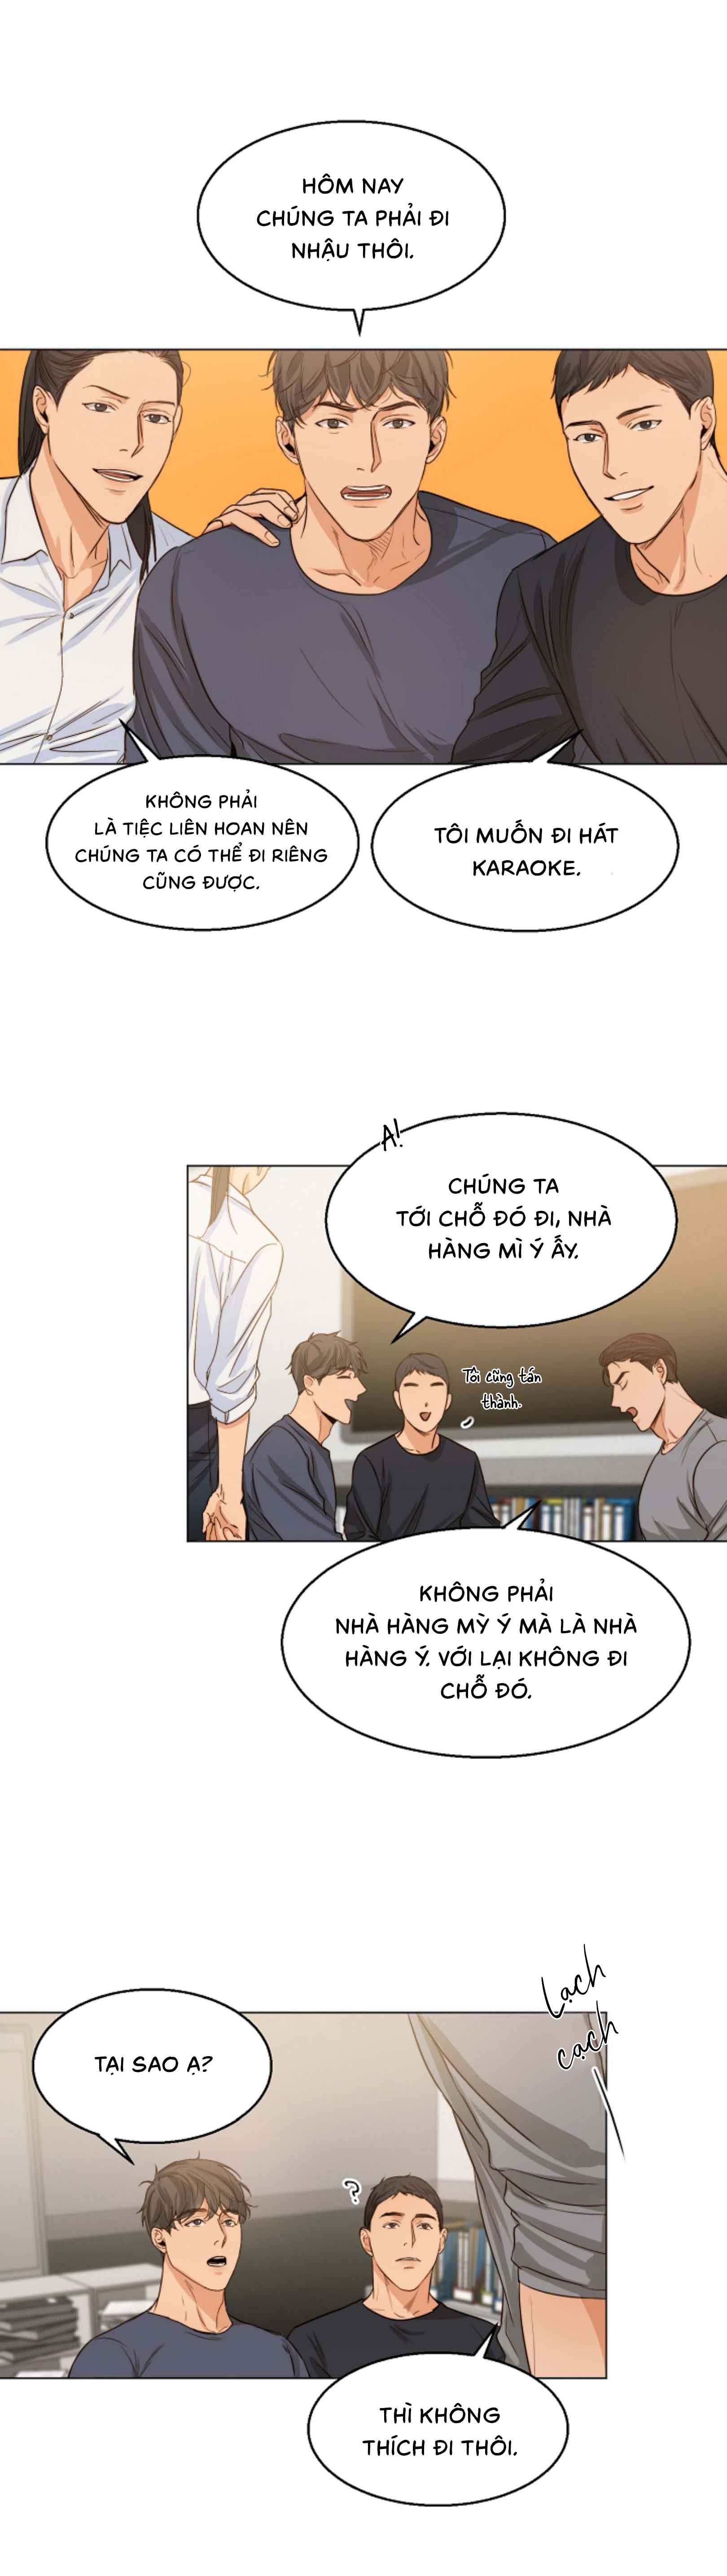 HÔM NAY
CHÚNG TA PHẢI ĐI
NHẬU THÔI.
KHÔNG PHẢI
LÀ TIỆC LIÊN HOAN NÊN
CHÚNG TA CÓ THỂ ĐI RIÊNG
CŨNG ĐƯỢC.
TÔI MUỐN ĐI HÁT
KARAOKE.
A!
CHÚNG TA
TỚI CHỖ ĐÓ ĐI, NHÀ
HÀNG MÌ Ý ẤY.
Tôi cũng tán
thành.
KHÔNG PHẢI
NHÀ HÀNG MỲ Ý MÀ LÀ NHÀ
HÀNG Ý. VỚI LẠI KHÔNG ĐI
CHỖ ĐÓ.
Lạch
cạch
TẠI SAO Ạ?
?
THÌ KHÔNG
THÍCH ĐI THÔI.